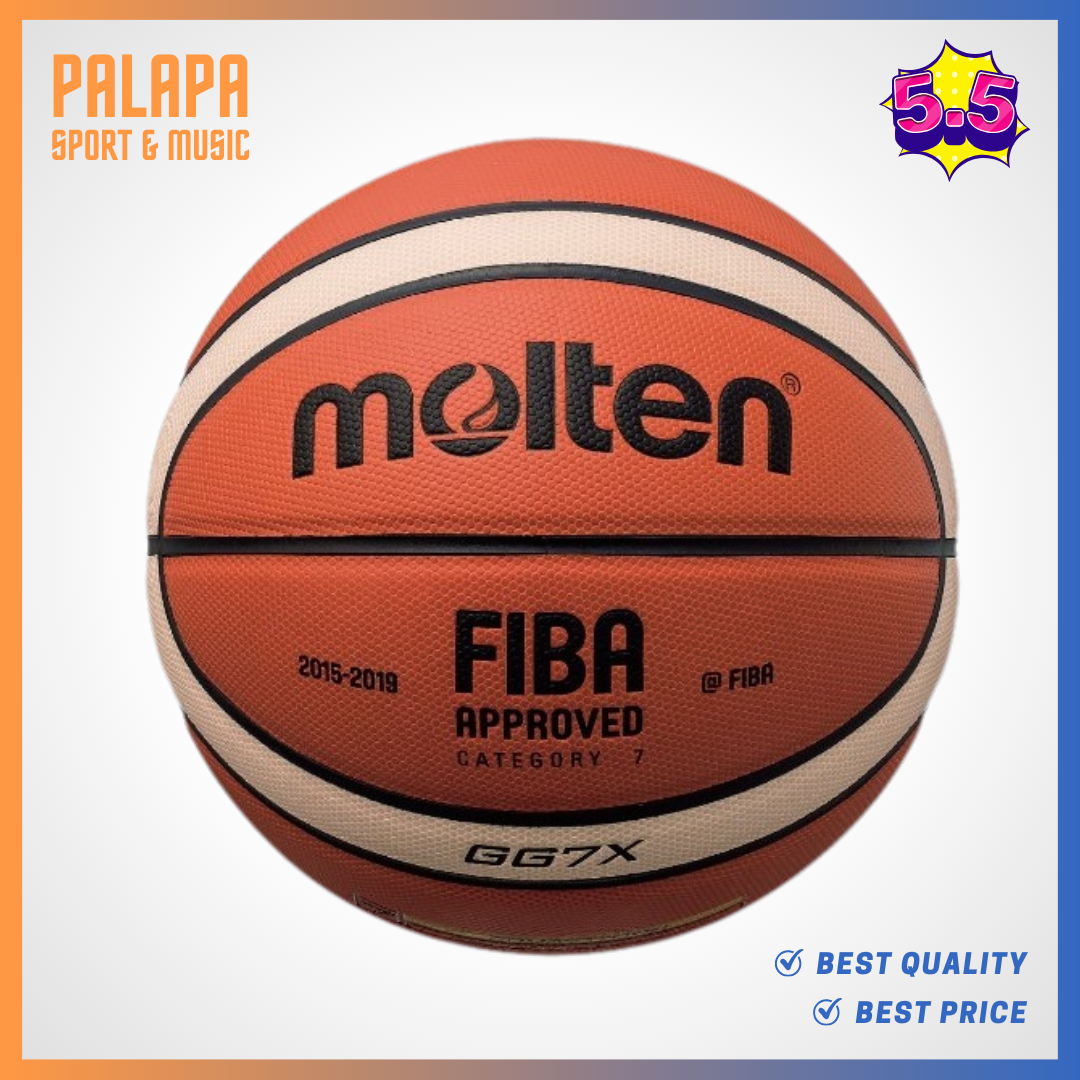 PALAPA
SPORT & MUSIC
5.5
molten®
FIBA
2015-2019
@ FIBA
APPROVED
CATEGORY 7
GG7X
BEST QUALITY
BEST PRICE